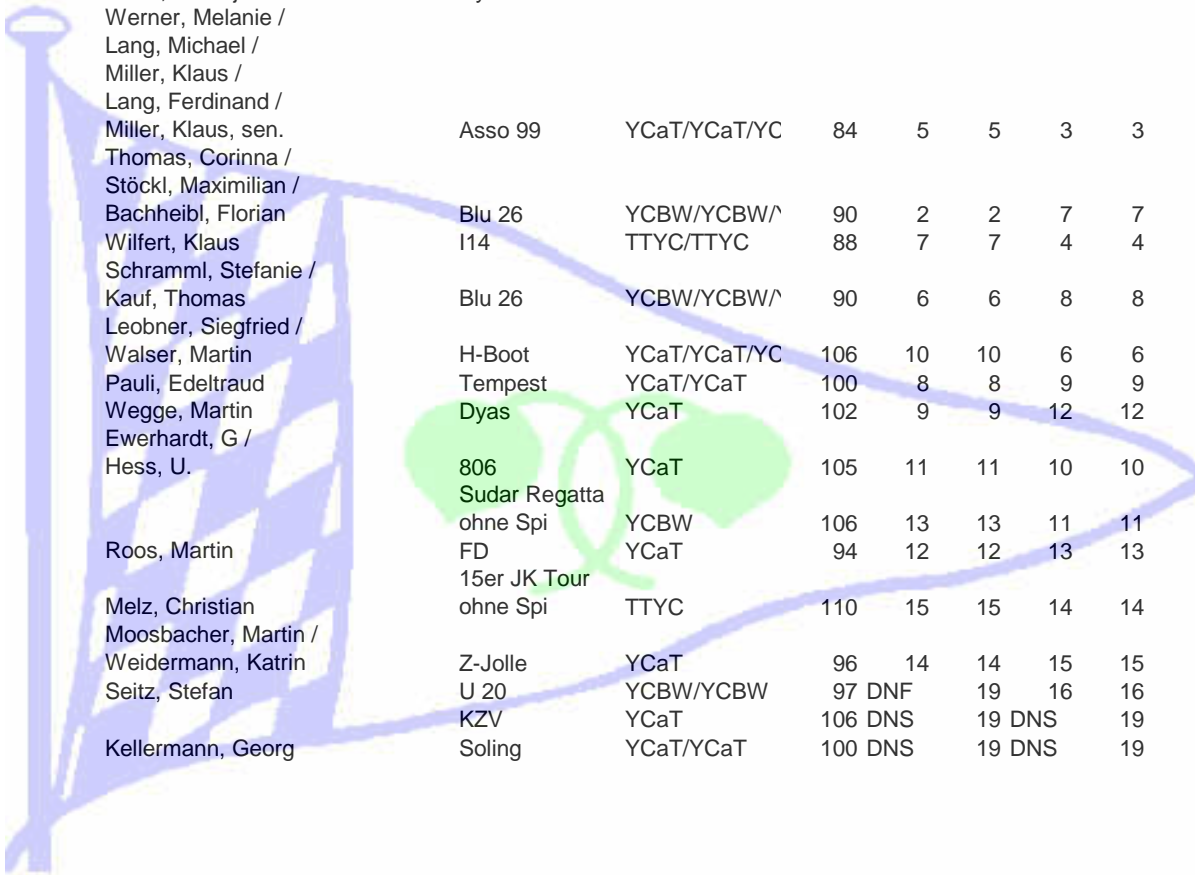 Werner, Melanie /
Lang, Michael /
Miller, Klaus /
Lang, Ferdinand /
Miller, Klaus, sen. Asso 99 YCaT/YCaT/YC 84 5 5 3 3
Thomas, Corinna /
Stöckl, Maximilian /
Bachheibl, Florian Blu 26 YCBW/YCBW/ 90 2 2 7 7
Wilfert, Klaus I14 TTYC/TTYC 88 7 7 4 4
Schramml, Stefanie /
Kauf, Thomas Blu 26 YCBW/YCBW/ 90 6 6 8 8
Leobner, Siegfried /
Walser, Martin H-Boot YCaT/YCaT/YC 106 10 10 6 6
Pauli, Edeltraud Tempest YCaT/YCaT 100 8 8 9 9
Wegge, Martin Dyas YCaT 102 9 9 12 12
Ewerhardt, G /
Hess, U. 806 YCaT 105 11 11 10 10
Sudar Regatta
ohne Spi YCBW 106 13 13 11 11
Roos, Martin FD YCaT 94 12 12 13 13
15er JK Tour
Melz, Christian ohne Spi TTYC 110 15 15 14 14
Moosbacher, Martin /
Weidermann, Katrin Z-Jolle YCaT 96 14 14 15 15
Seitz, Stefan U 20 YCBW/YCBW 97 DNF 19 16 16
KZV YCaT 106 DNS 19 DNS 19
Kellermann, Georg Soling YCaT/YCaT 100 DNS 19 DNS 19